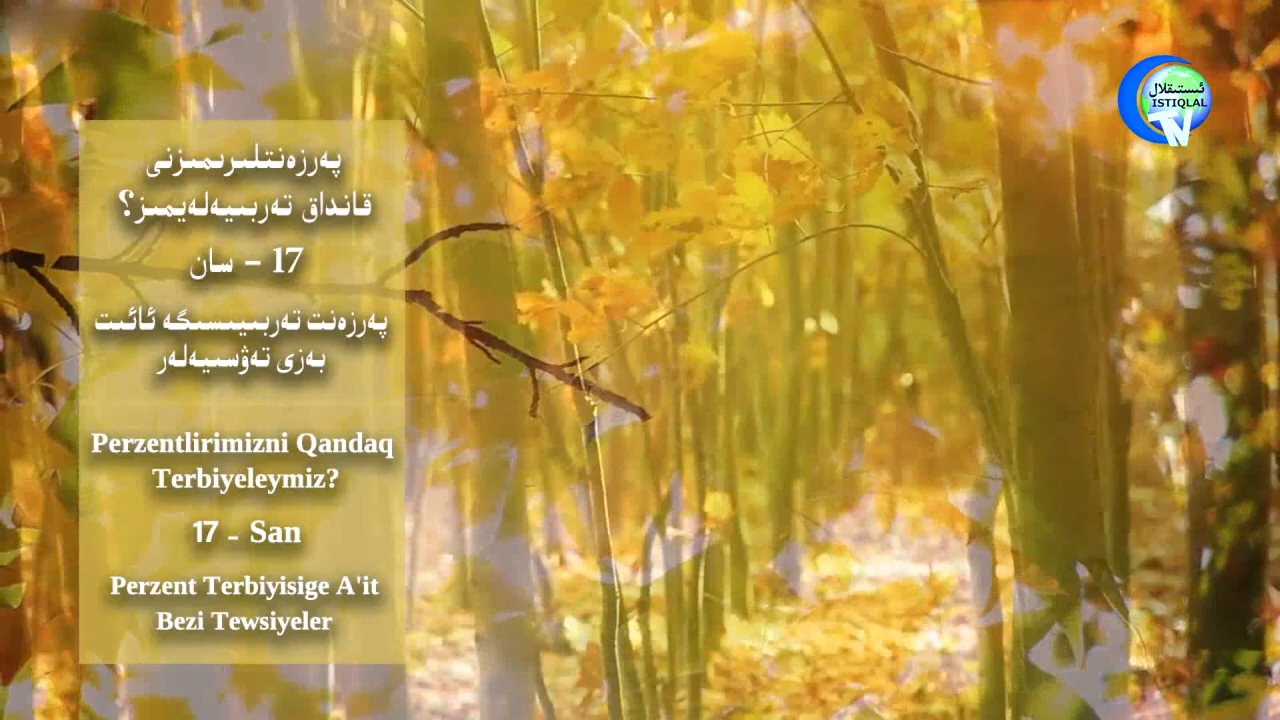 پەرزەنتلىرىمىزنى
قانداق تەربىيەلەيمىز؟
17 - سان
پەرزەنت تەربىيىسىگە ئائىت
بەزى تەۋسىيەلەر
Perzentlirimizni Qandaq
Terbiyeleymiz?
17 - San
Perzent Terbiyisige A'it
Bezi Tewsiyeler
ئىستىقلال
ISTIQLAL
TV